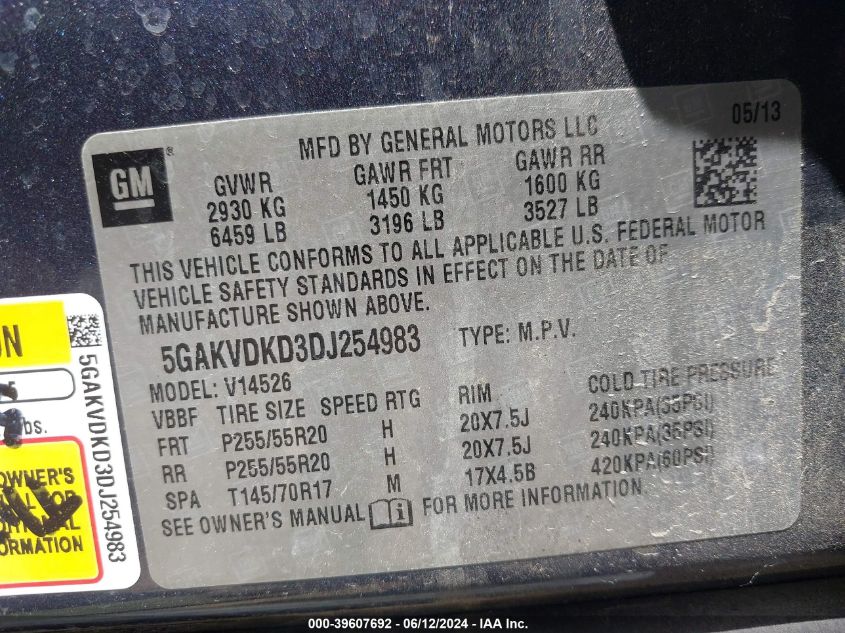 05/13
MFD BY GENERAL MOTORS LLC
GM ®
GVWR GAWR FRT GAWR RR
2930 KG 1450 KG 1600 KG
6459 LB 3196 LB 3527 LB
THIS VEHICLE CONFORMS TO ALL APPLICABLE U.S. FEDERAL MOTOR
VEHICLE SAFETY STANDARDS IN EFFECT ON THE DATE OF
MANUFACTURE SHOWN ABOVE.
5GAKVDKD3DJ254983 TYPE: M.P.V.
MODEL: V14526
VBBF TIRE SIZE SPEED RTG RIM COLD TIRE PRESSURE
FRT P255/55R20 H 20X7.5J 240KPA(35PSI)
RR P255/55R20 H 20X7.5J 240KPA(35PSI)
SPA T145/70R17 M 17X4.5B 420KPA(60PSI)
SEE OWNER'S MANUAL FOR MORE INFORMATION.
5GAKVDKD3DJ254983
bs.
OWNER'S
000-39607692 - 06/12/2024 - IAA Inc.